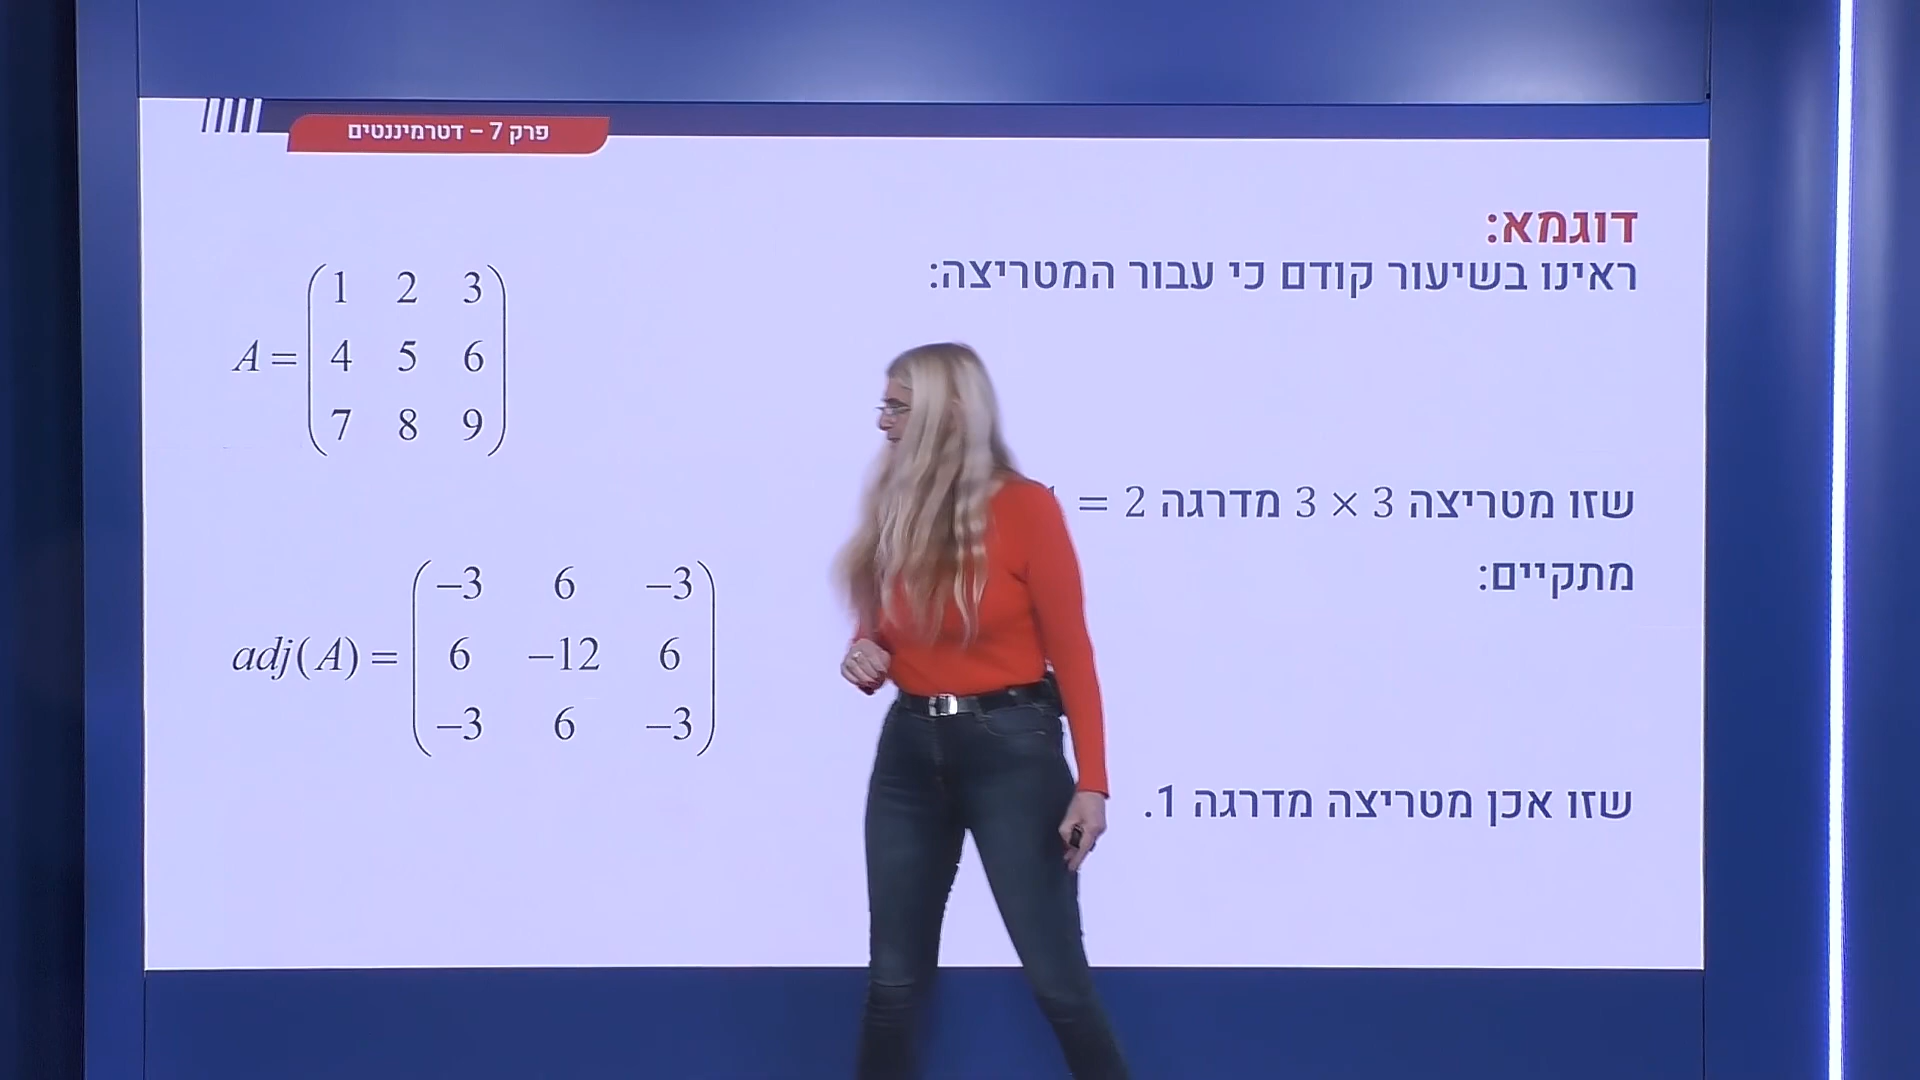 פרק 7 – דטרמיננטים
דוגמא:
ראינו בשיעור קודם כי עבור המטריצה:
A = ( 1 2 3
4 5 6
7 8 9 )
שזו מטריצה 3 × 3 מדרגה 2 =
מתקיים:
adj(A) = ( –3 6 –3
6 –12 6
–3 6 –3 )
שזו אכן מטריצה מדרגה 1.